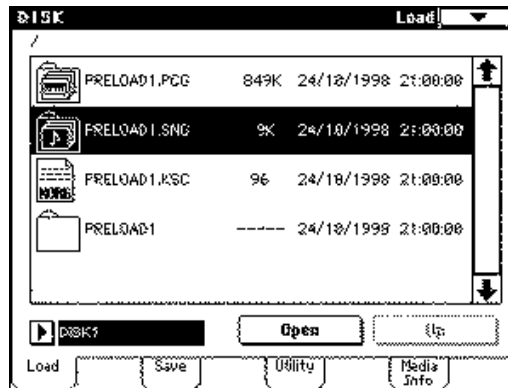 DISK Load
/
PRELOAD1.PCG 849K 24/10/1998 21:00:00
PRELOAD1.SNG 9K 24/10/1998 21:00:00
PRELOAD1.KSC 96 24/10/1998 21:00:00
KORG
PRELOAD1 ----- 24/10/1998 21:00:00
Open Up
Load Save Utility Media
Info